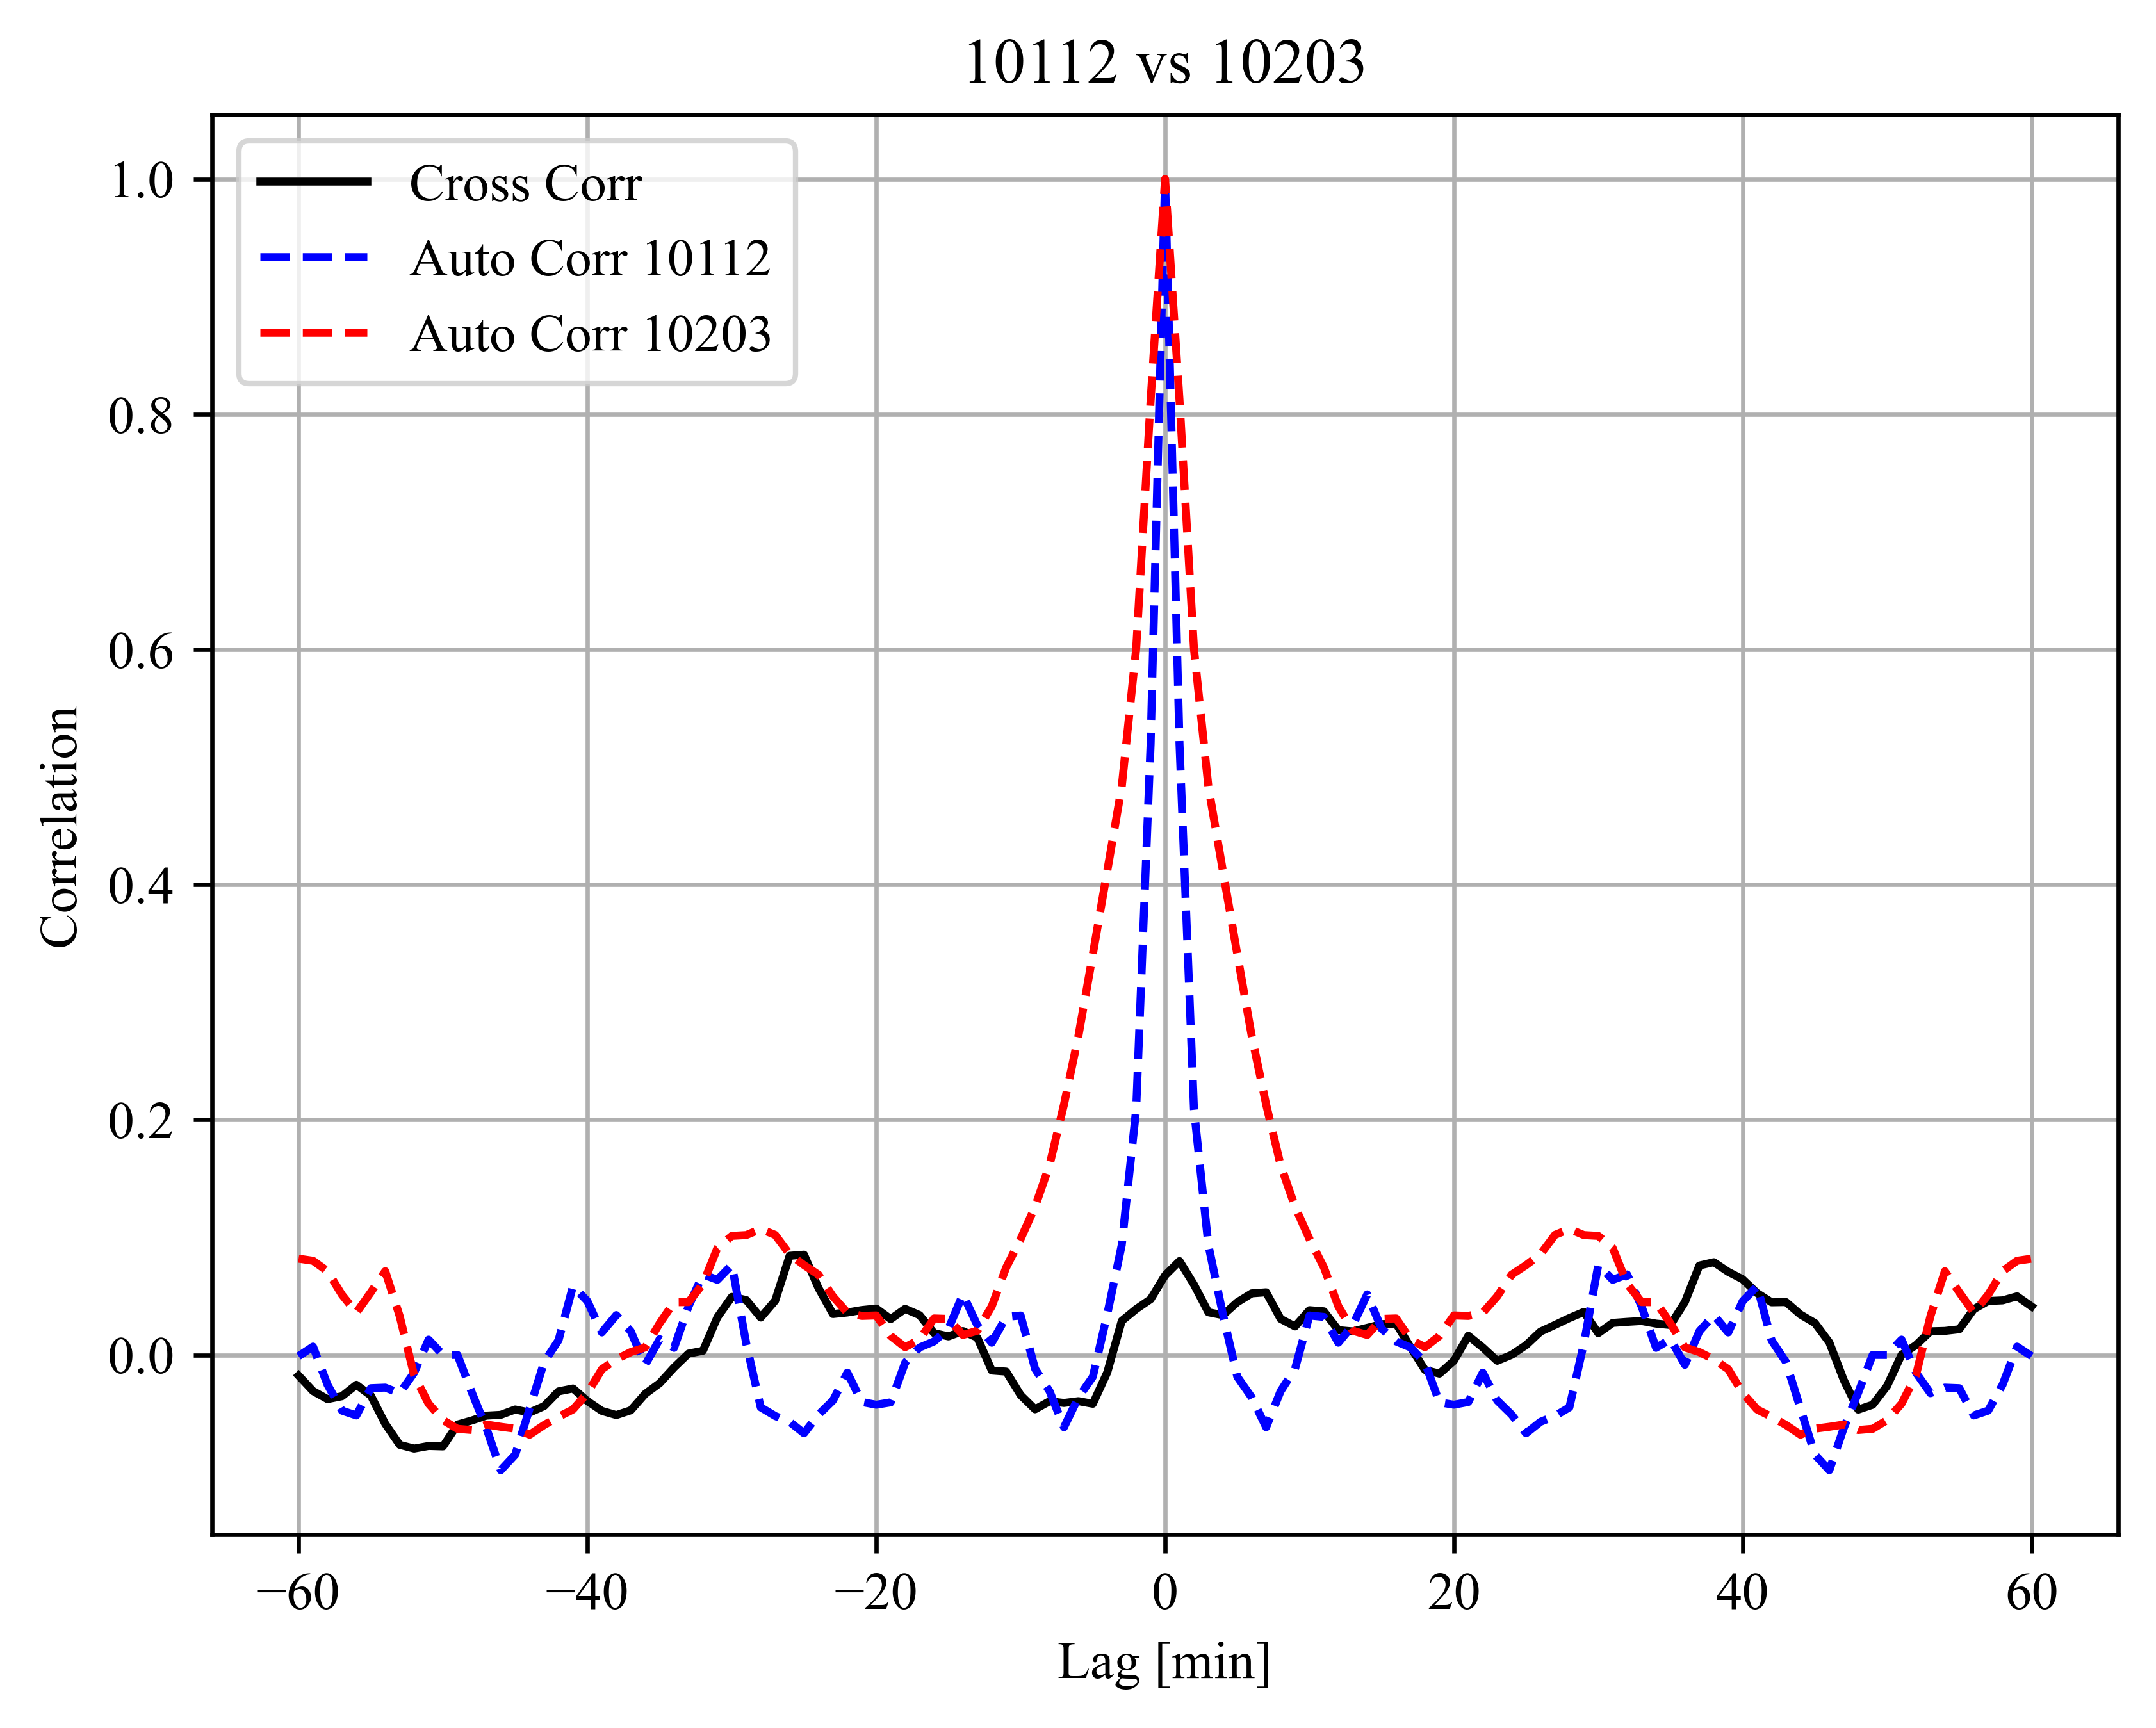 10112 vs 10203
Cross Corr
Auto Corr 10112
Auto Corr 10203
1.0
0.8
0.6
0.4
0.2
0.0
Correlation
−60 −40 −20 0 20 40 60
Lag [min]